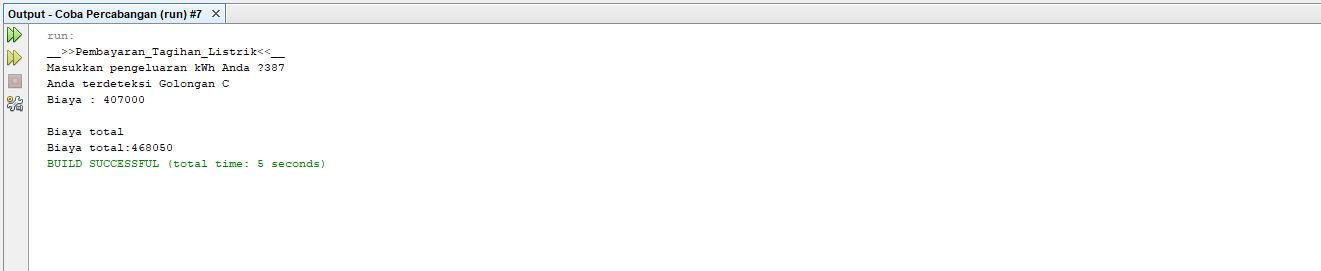 Output - Coba Percabangan (run) #7
run:
__>>Pembayaran_Tagihan_Listrik<<__
Masukkan pengeluaran kWh Anda ?387
Anda terdeteksi Golongan C
Biaya : 407000
Biaya total
Biaya total:468050
BUILD SUCCESSFUL (total time: 5 seconds)